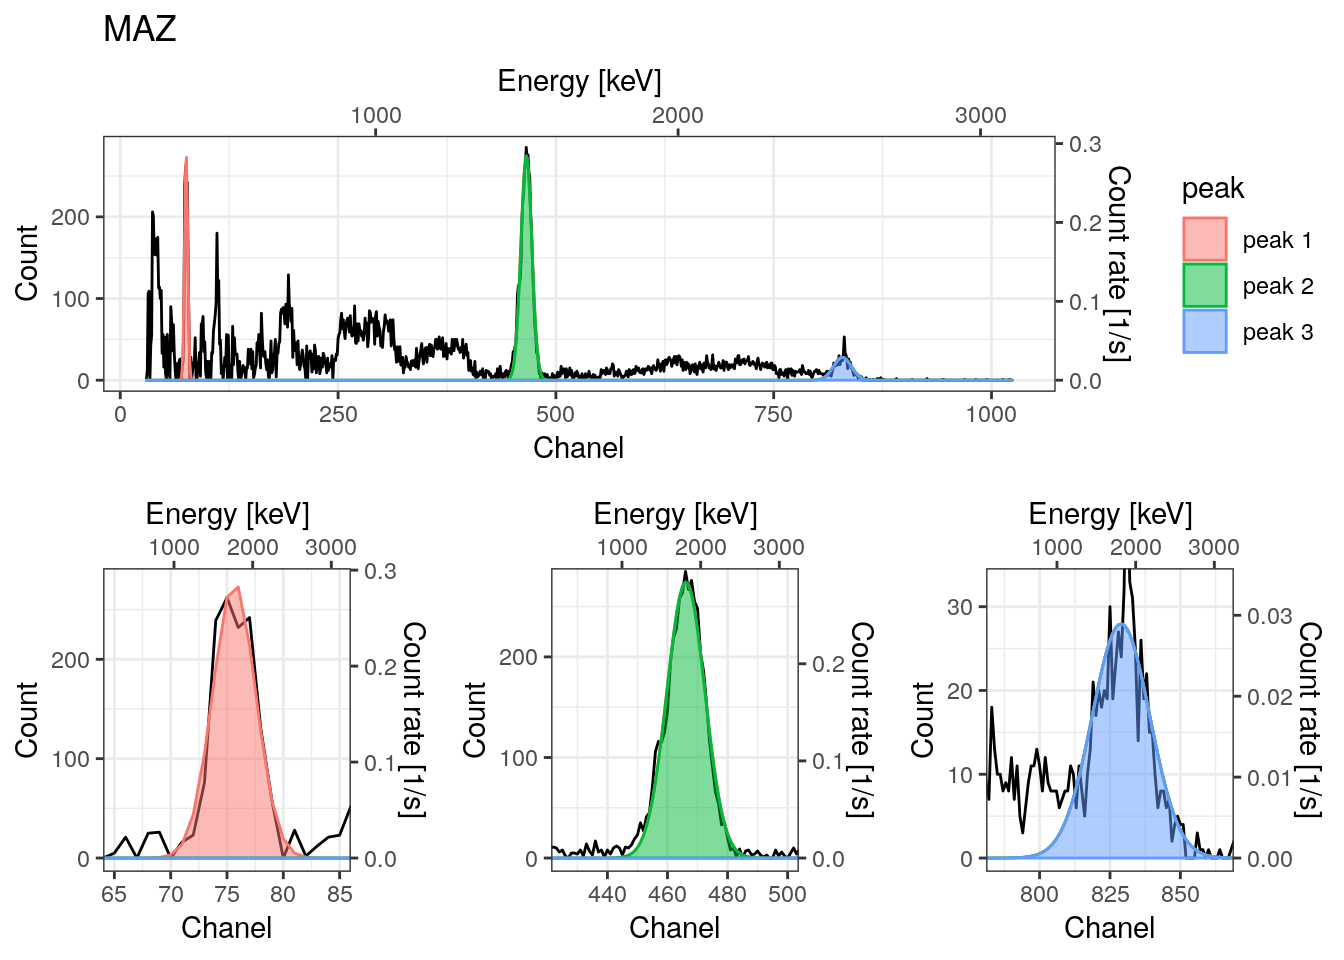 MAZ
Energy [keV]
1000 2000 3000
Count
200
100
0
0.3
0.2
0.1
0.0
Count rate [1/s]
0 250 500 750 1000
Chanel
peak
peak 1
peak 2
peak 3
Energy [keV]
1000 2000 3000
Count
200
100
0
0.3
0.2
0.1
0.0
Count rate [1/s]
65 70 75 80 85
Chanel
Energy [keV]
1000 2000 3000
Count
200
100
0
0.2
0.1
0.0
Count rate [1/s]
440 460 480 500
Chanel
Energy [keV]
1000 2000 3000
Count
30
20
10
0
0.03
0.02
0.01
0.00
Count rate [1/s]
800 825 850
Chanel